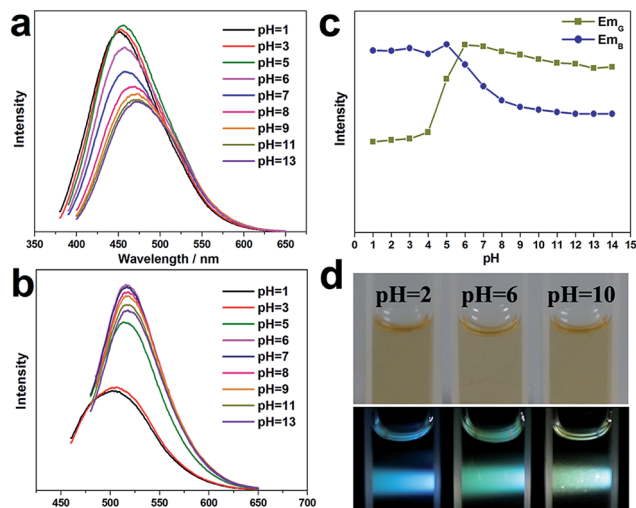 a
Intensity
pH=1
pH=3
pH=5
pH=6
pH=7
pH=8
pH=9
pH=11
pH=13
350 400 450 500 550 600 650 700
Wavelength / nm
b
Intensity
pH=1
pH=3
pH=5
pH=6
pH=7
pH=8
pH=9
pH=11
pH=13
450 500 550 600 650 700
c
Intensity
Em_G
Em_B
0 1 2 3 4 5 6 7 8 9 10 11 12 13 14 15
pH
d
pH=2 pH=6 pH=10